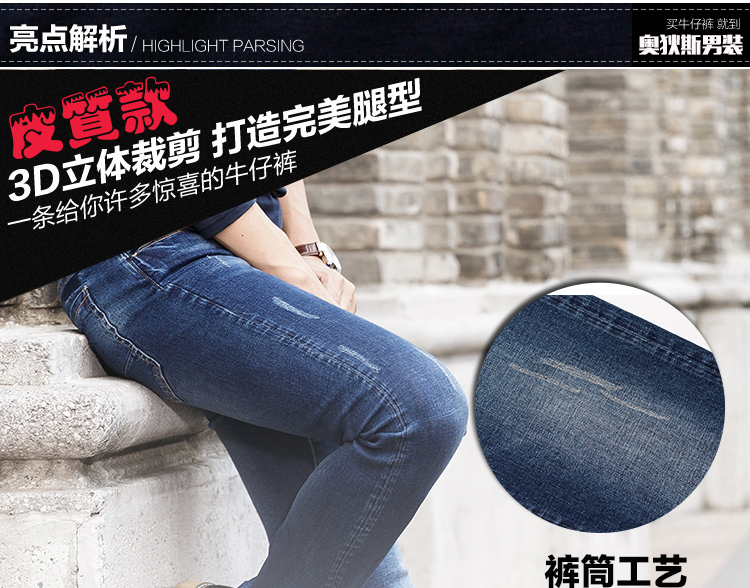 亮点解析/ HIGHLIGHT PARSING
买牛仔裤 就到
奥狄斯男装
皮質款
3D立体裁剪 打造完美腿型
一条给你许多惊喜的牛仔裤
裤筒工艺